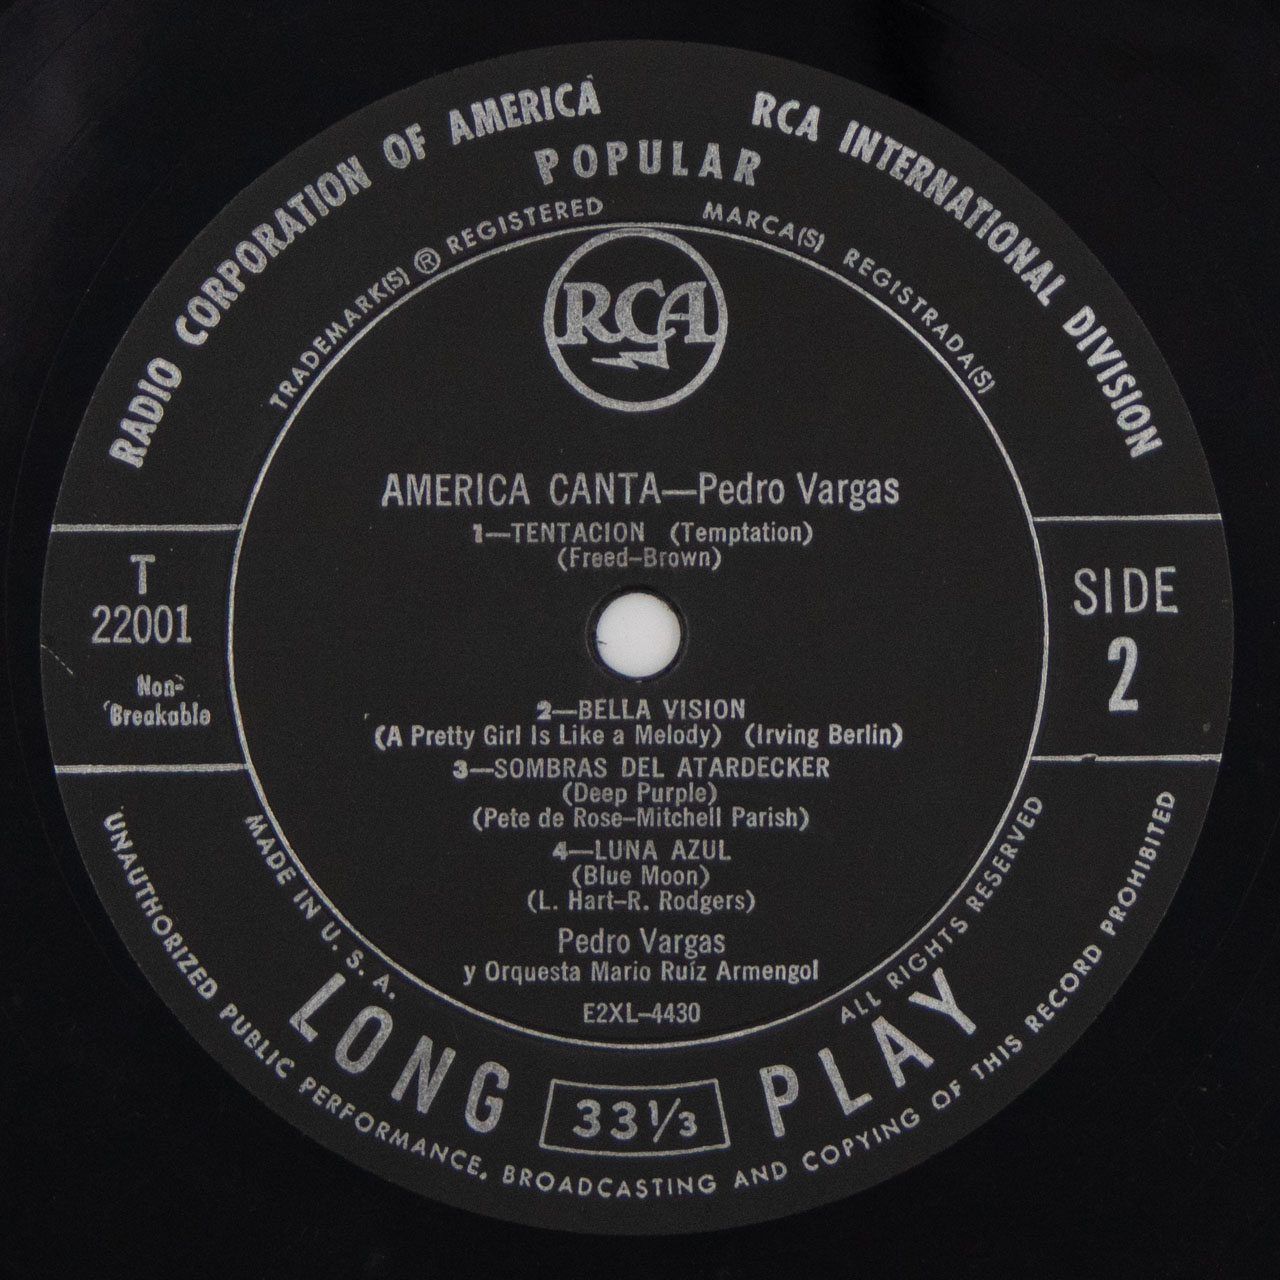 RADIO CORPORATION OF AMERICA
RCA INTERNATIONAL DIVISION
POPULAR
TRADEMARK(S) ® REGISTERED
MARCA(S) REGISTRADA(S)
RCA
AMERICA CANTA—Pedro Vargas
1—TENTACION (Temptation)
(Freed–Brown)
T
22001
Non-
Breakable
SIDE
2
2—BELLA VISION
(A Pretty Girl Is Like a Melody) (Irving Berlin)
3—SOMBRAS DEL ATARDECKER
(Deep Purple)
(Pete de Rose–Mitchell Parish)
4—LUNA AZUL
(Blue Moon)
(L. Hart–R. Rodgers)
Pedro Vargas
y Orquesta Mario Ruíz Armengol
E2XL–4430
MADE IN U. S. A.
ALL RIGHTS RESERVED
LONG 33⅓ PLAY
UNAUTHORIZED PUBLIC PERFORMANCE, BROADCASTING AND COPYING OF THIS RECORD PROHIBITED